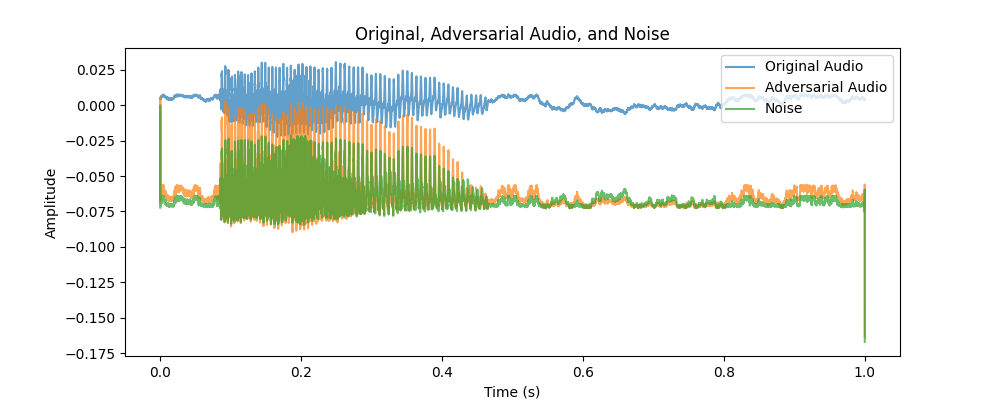 Original, Adversarial Audio, and Noise
Original Audio
Adversarial Audio
Noise
Amplitude
0.025
0.000
−0.025
−0.050
−0.075
−0.100
−0.125
−0.150
−0.175
0.0 0.2 0.4 0.6 0.8 1.0
Time (s)